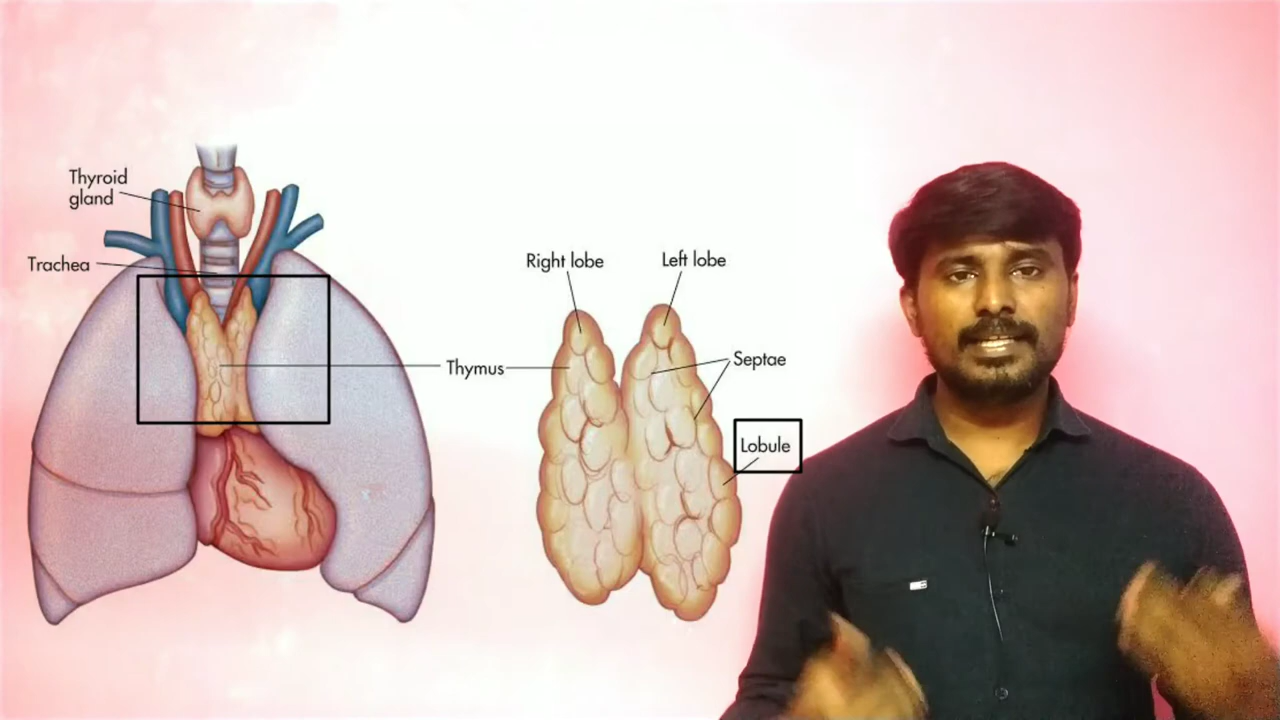 Thyroid
gland
Trachea
Thymus
Right lobe
Left lobe
Septae
Lobule